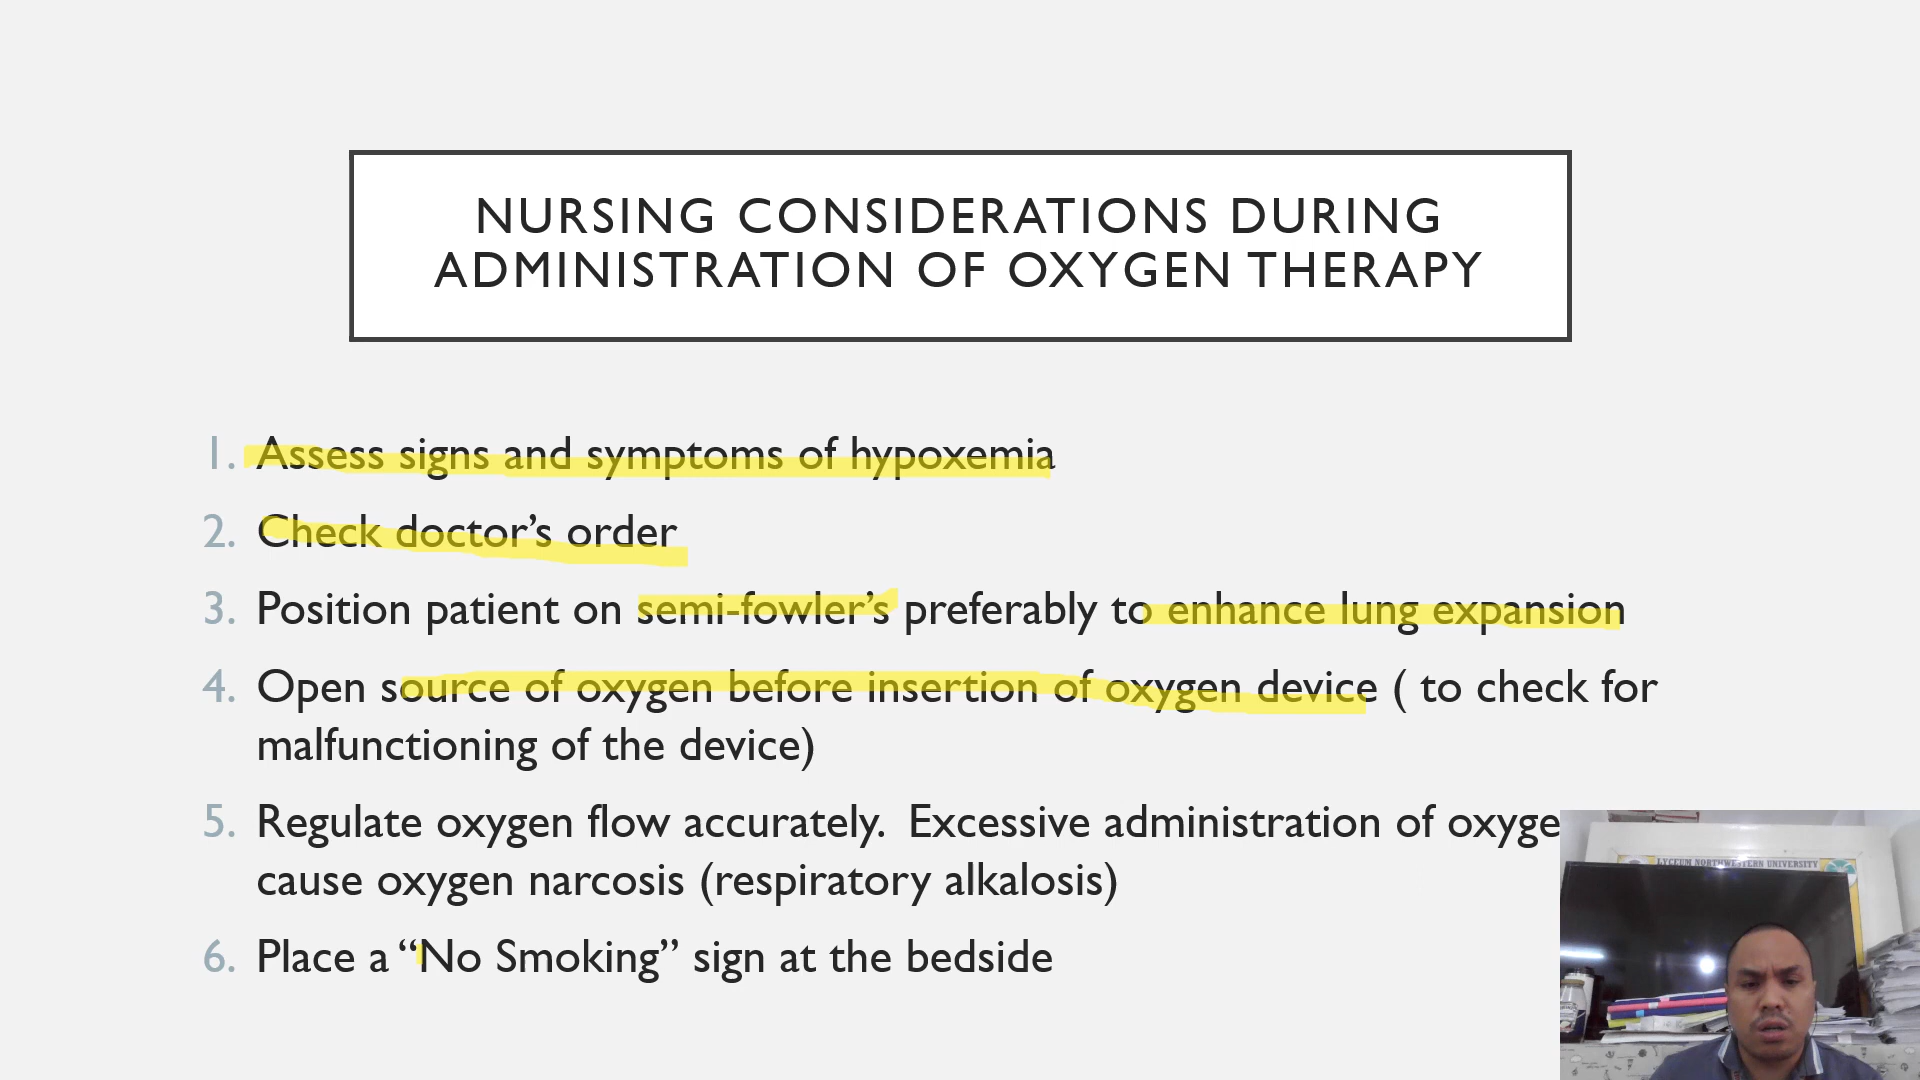 NURSING CONSIDERATIONS DURING
ADMINISTRATION OF OXYGEN THERAPY
1. Assess signs and symptoms of hypoxemia
2. Check doctor’s order
3. Position patient on semi-fowler’s preferably to enhance lung expansion
4. Open source of oxygen before insertion of oxygen device ( to check for
malfunctioning of the device)
5. Regulate oxygen flow accurately. Excessive administration of oxyge
cause oxygen narcosis (respiratory alkalosis)
6. Place a “No Smoking” sign at the bedside
LYCEUM NORTHWESTERN UNIVERSITY